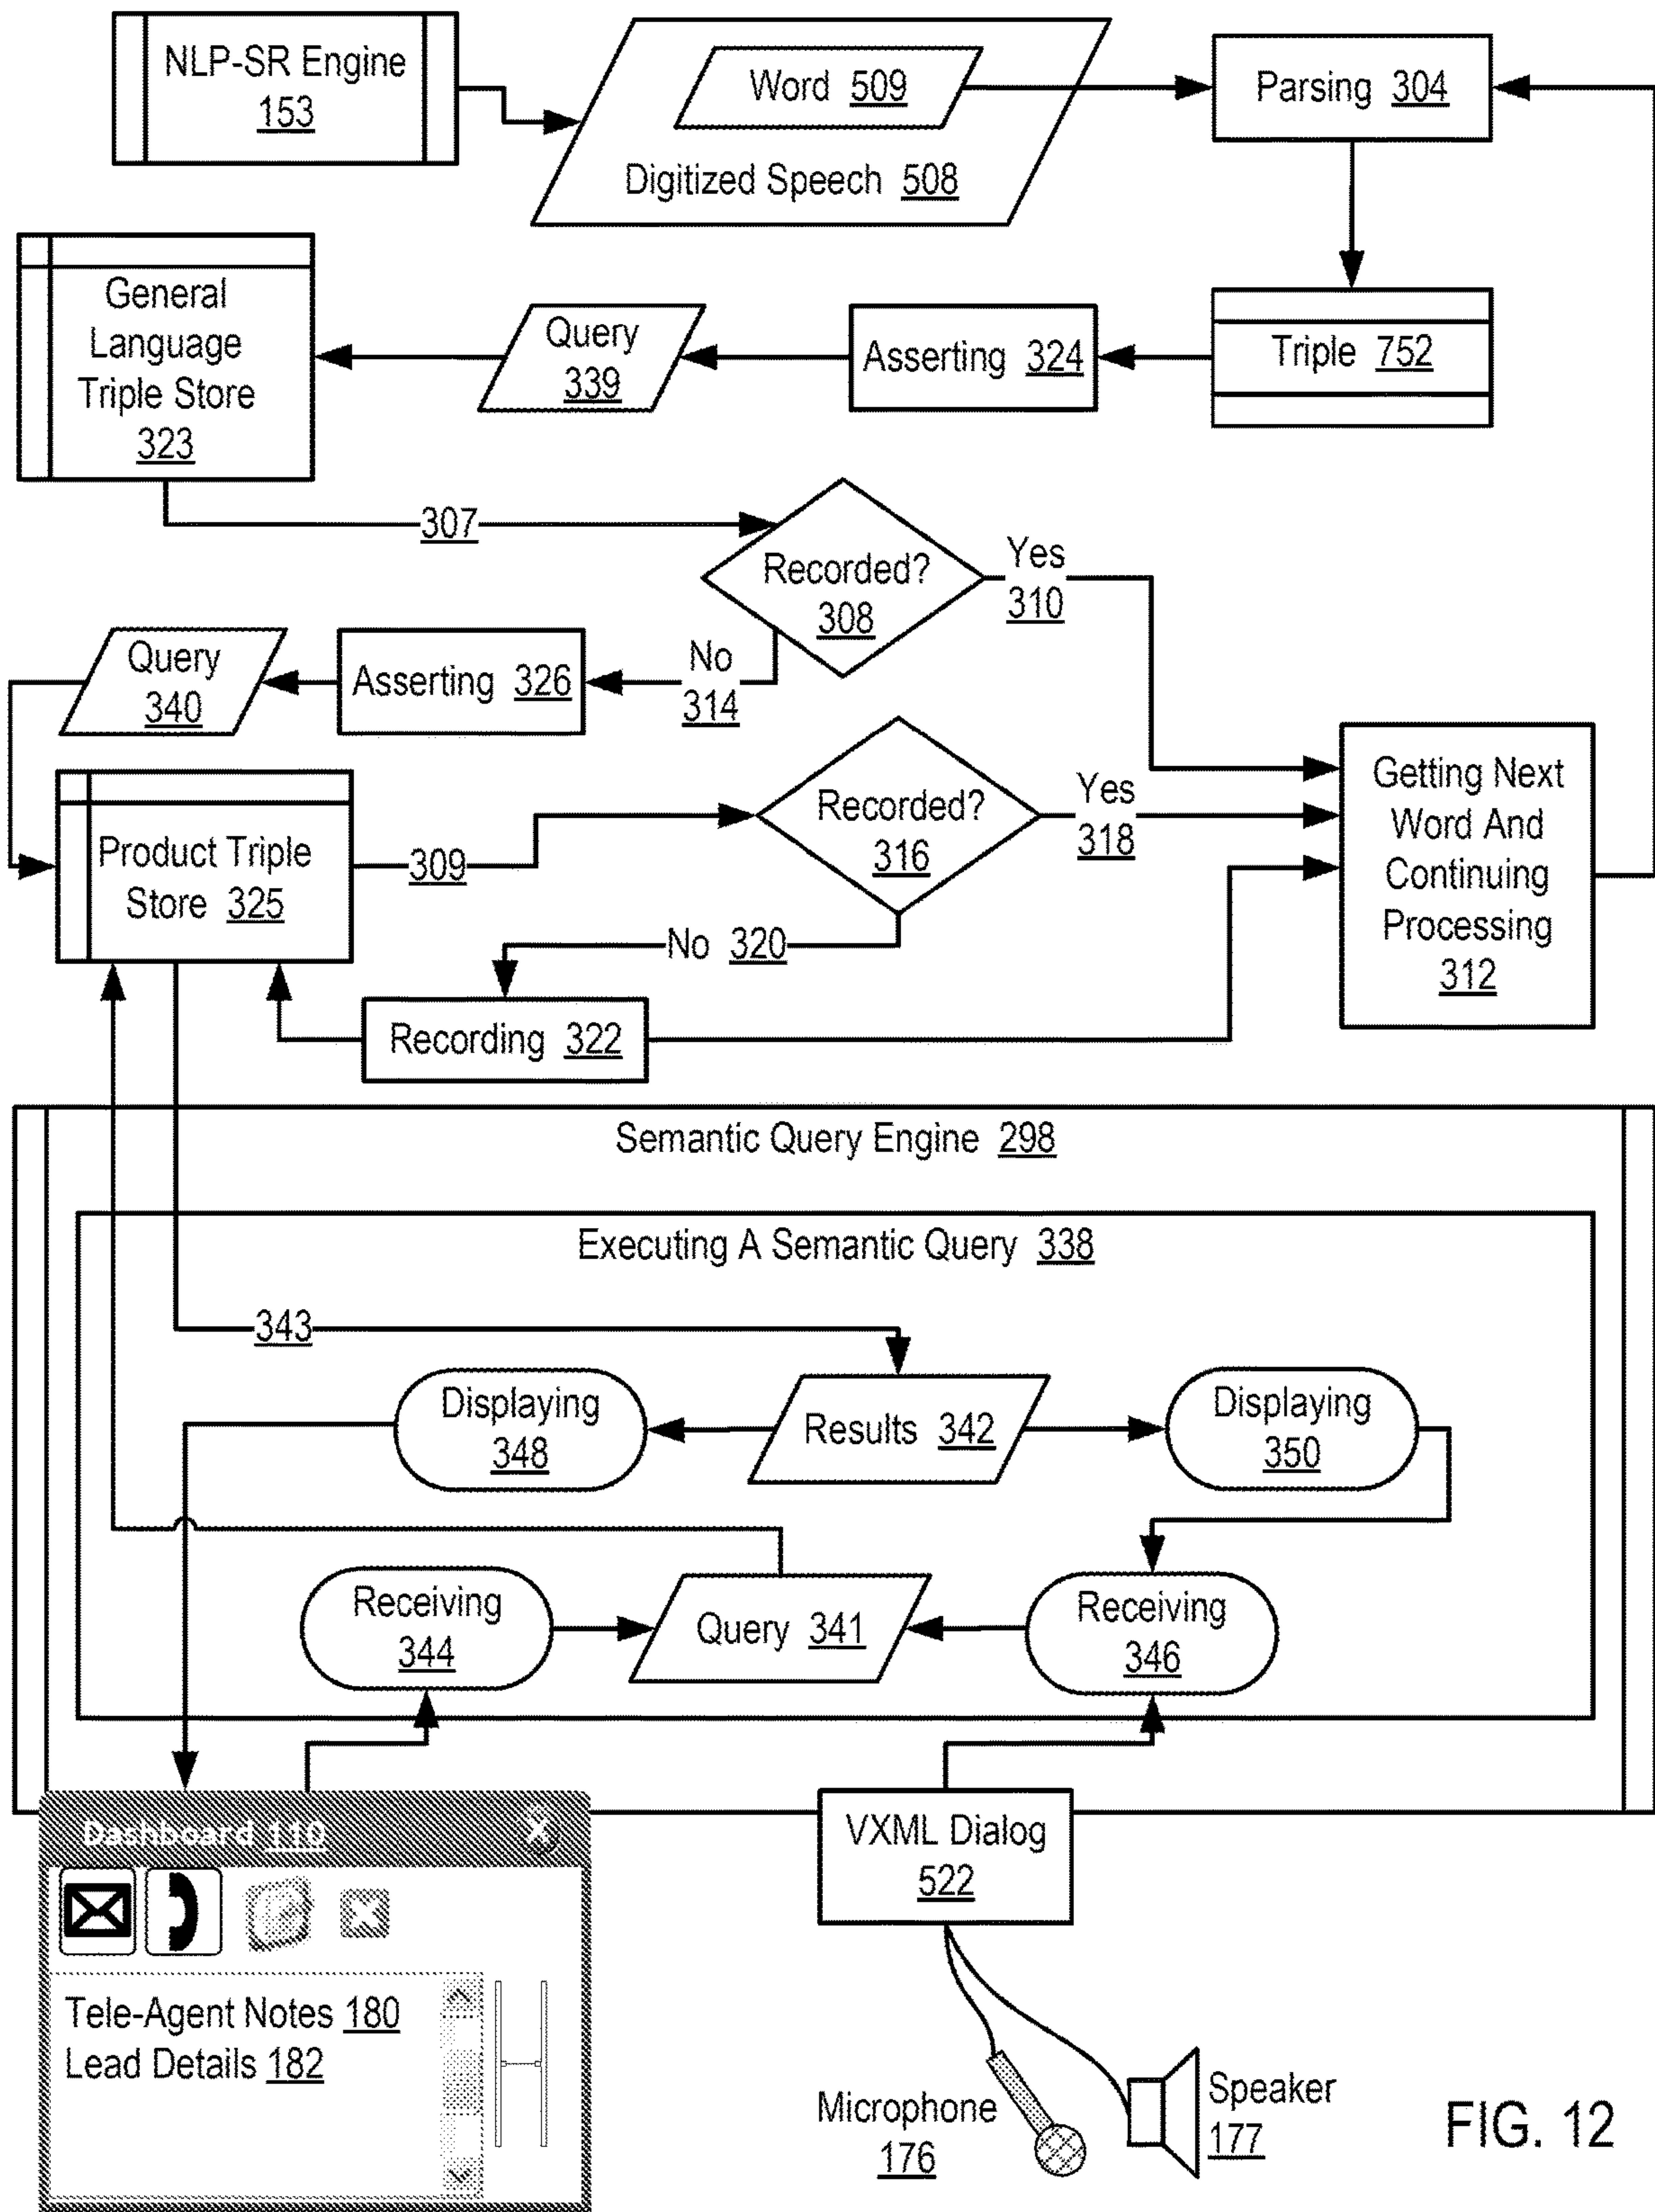 NLP-SR Engine
153
Word 509
Digitized Speech 508
Parsing 304
General
Language
Triple Store
323
Query
339
Asserting 324
Triple 752
307
Recorded?
308
Yes
310
No
314
Asserting 326
Query
340
Product Triple
Store 325
309
Recorded?
316
Yes
318
No 320
Recording 322
Getting Next
Word And
Continuing
Processing
312
Semantic Query Engine 298
Executing A Semantic Query 338
343
Displaying
348
Results 342
Displaying
350
Receiving
344
Query 341
Receiving
346
Dashboard 110
X
Tele-Agent Notes 180
Lead Details 182
VXML Dialog
522
Microphone
176
Speaker
177
FIG. 12